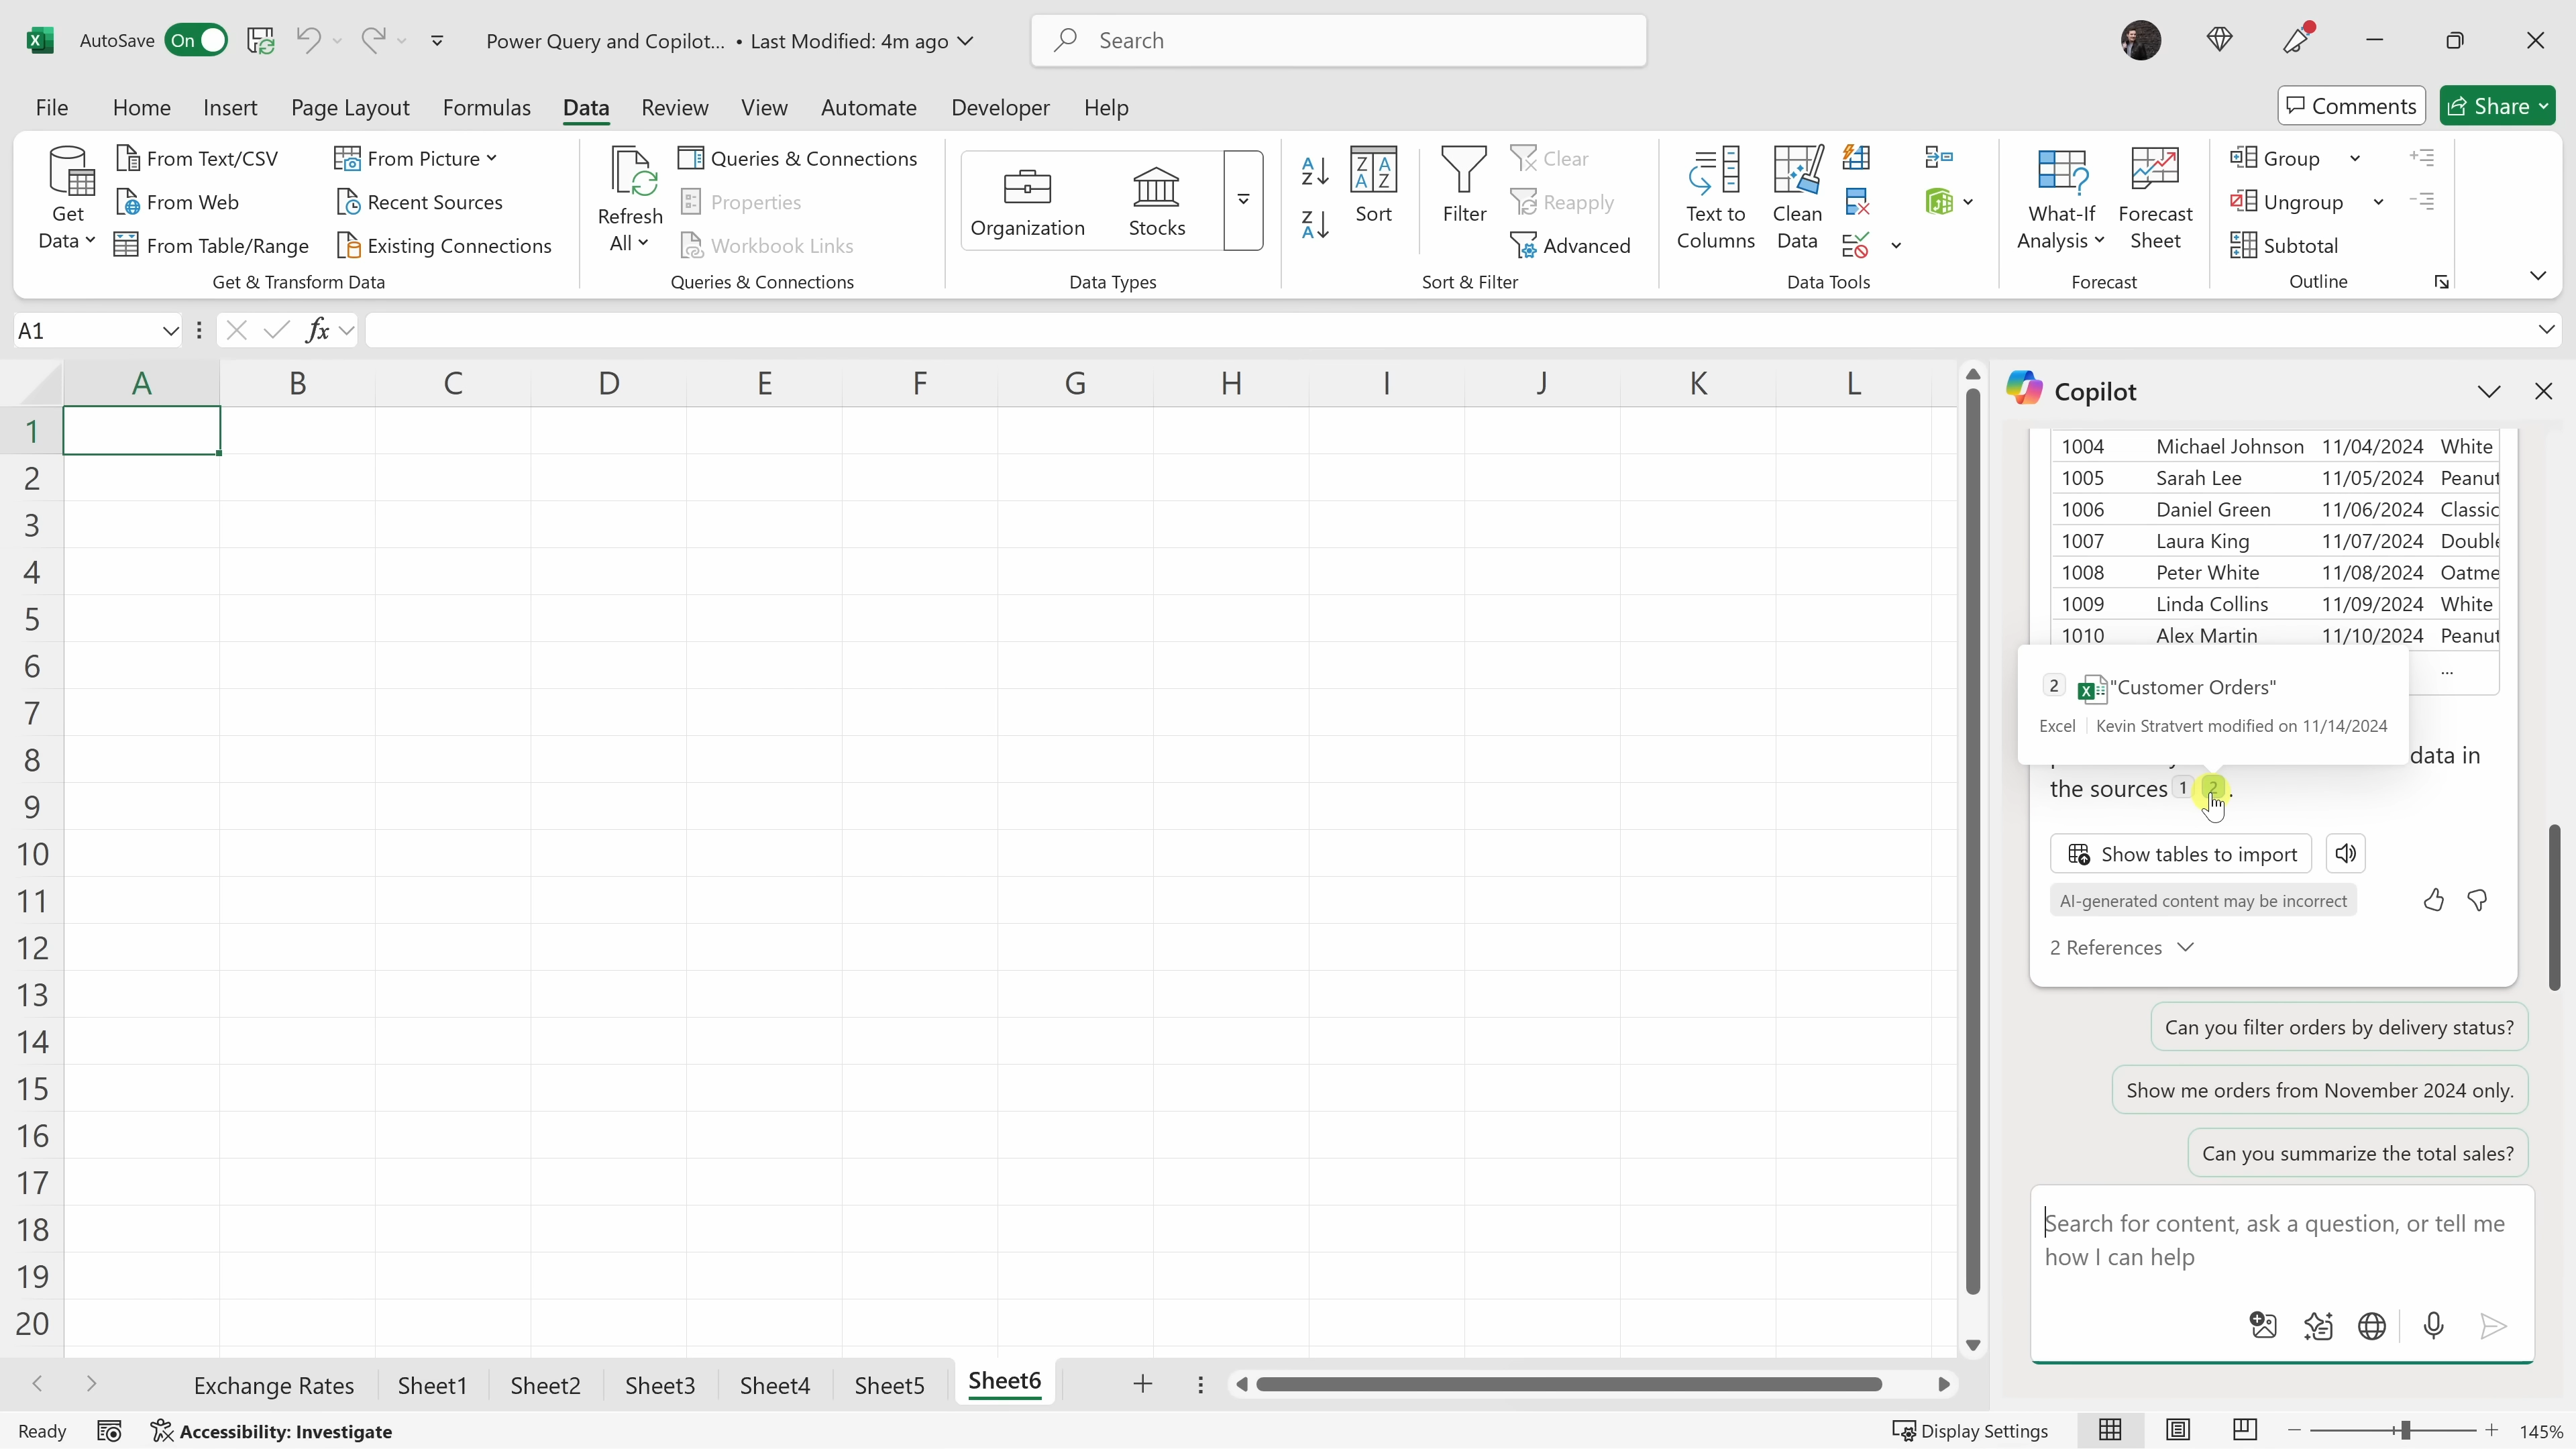 AutoSave On Power Query and Copilot... • Last Modified: 4m ago Search
File Home Insert Page Layout Formulas Data Review View Automate Developer Help Comments Share
Get Data
From Text/CSV
From Web
From Table/Range
From Picture
Recent Sources
Existing Connections
Get & Transform Data
Refresh All
Queries & Connections
Properties
Workbook Links
Queries & Connections
Organization
Stocks
Data Types
Sort
Filter
Clear
Reapply
Advanced
Sort & Filter
Text to Columns
Clean Data
Data Tools
What-If Analysis
Forecast Sheet
Forecast
Group
Ungroup
Subtotal
Outline
A1 fx
A B C D E F G H I J K L
1
2
3
4
5
6
7
8
9
10
11
12
13
14
15
16
17
18
19
20
Copilot
1004 Michael Johnson 11/04/2024 White
1005 Sarah Lee 11/05/2024 Peanut
1006 Daniel Green 11/06/2024 Classic
1007 Laura King 11/07/2024 Double
1008 Peter White 11/08/2024 Oatme
1009 Linda Collins 11/09/2024 White
1010 Alex Martin 11/10/2024 Peanut
...
2 "Customer Orders"
Excel Kevin Stratvert modified on 11/14/2024
data in
the sources 1 2 .
Show tables to import
AI-generated content may be incorrect
2 References
Can you filter orders by delivery status?
Show me orders from November 2024 only.
Can you summarize the total sales?
Search for content, ask a question, or tell me
how I can help
Exchange Rates Sheet1 Sheet2 Sheet3 Sheet4 Sheet5 Sheet6
Ready Accessibility: Investigate Display Settings 145%